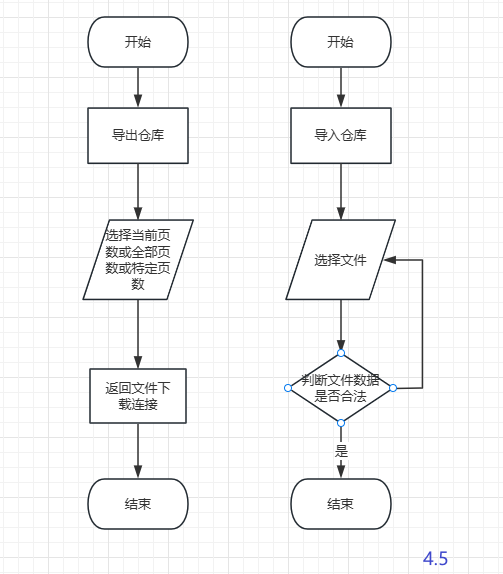 开始
导出仓库
选择当前页
数或全部页
数或特定页
数
返回文件下
载连接
结束
开始
导入仓库
选择文件
判断文件数据
是否合法
是
结束
4.5